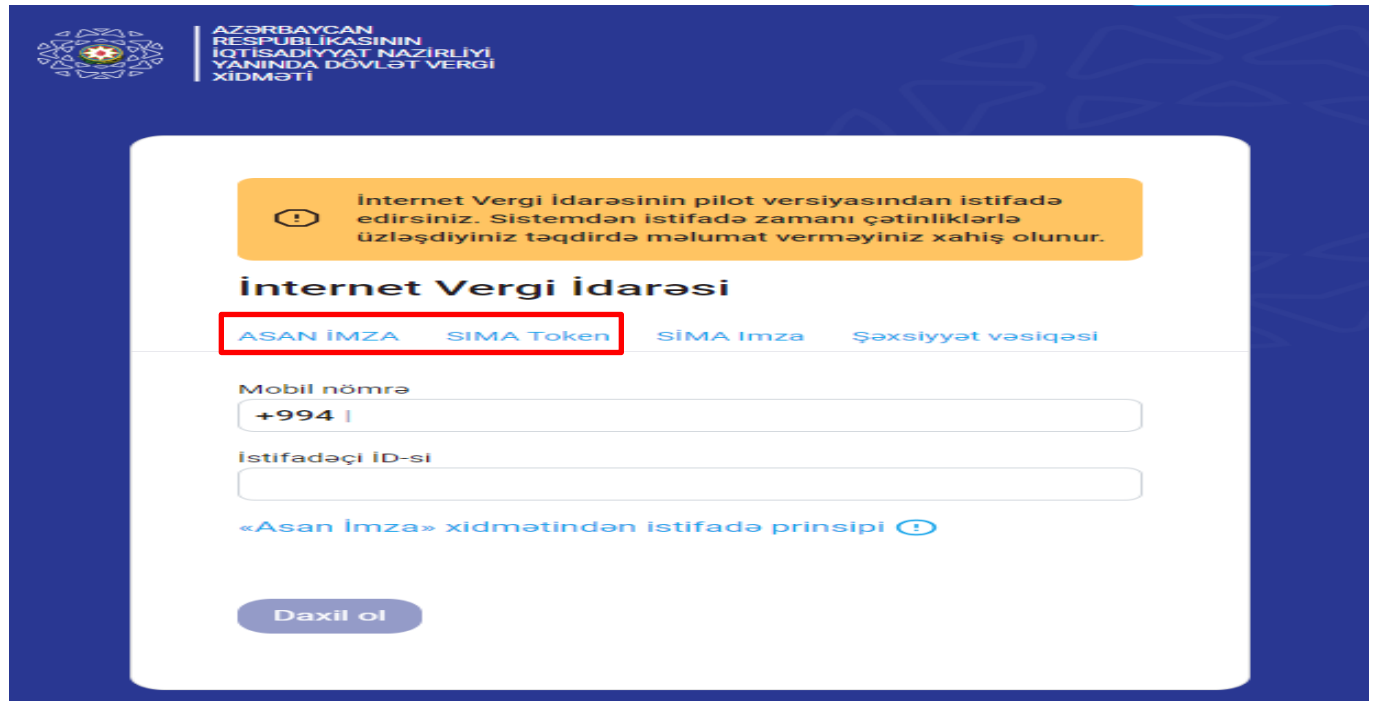 AZƏRBAYCAN
RESPUBLİKASININ
İQTİSADİYYAT NAZİRLİYİ
YANINDA DÖVLƏT VERGİ
XİDMƏTİ
İnternet Vergi İdarəsinin pilot versiyasından istifadə
edirsiniz. Sistemdən istifadə zamanı çətinliklərlə
üzləşdiyiniz təqdirdə məlumat verməyiniz xahiş olunur.
İnternet Vergi İdarəsi
ASAN İMZA SIMA Token SİMA Imza Şəxsiyyət vəsiqəsi
Mobil nömrə
+994
İstifadəçi İD-si
«Asan İmza» xidmətindən istifadə prinsipi
Daxil ol